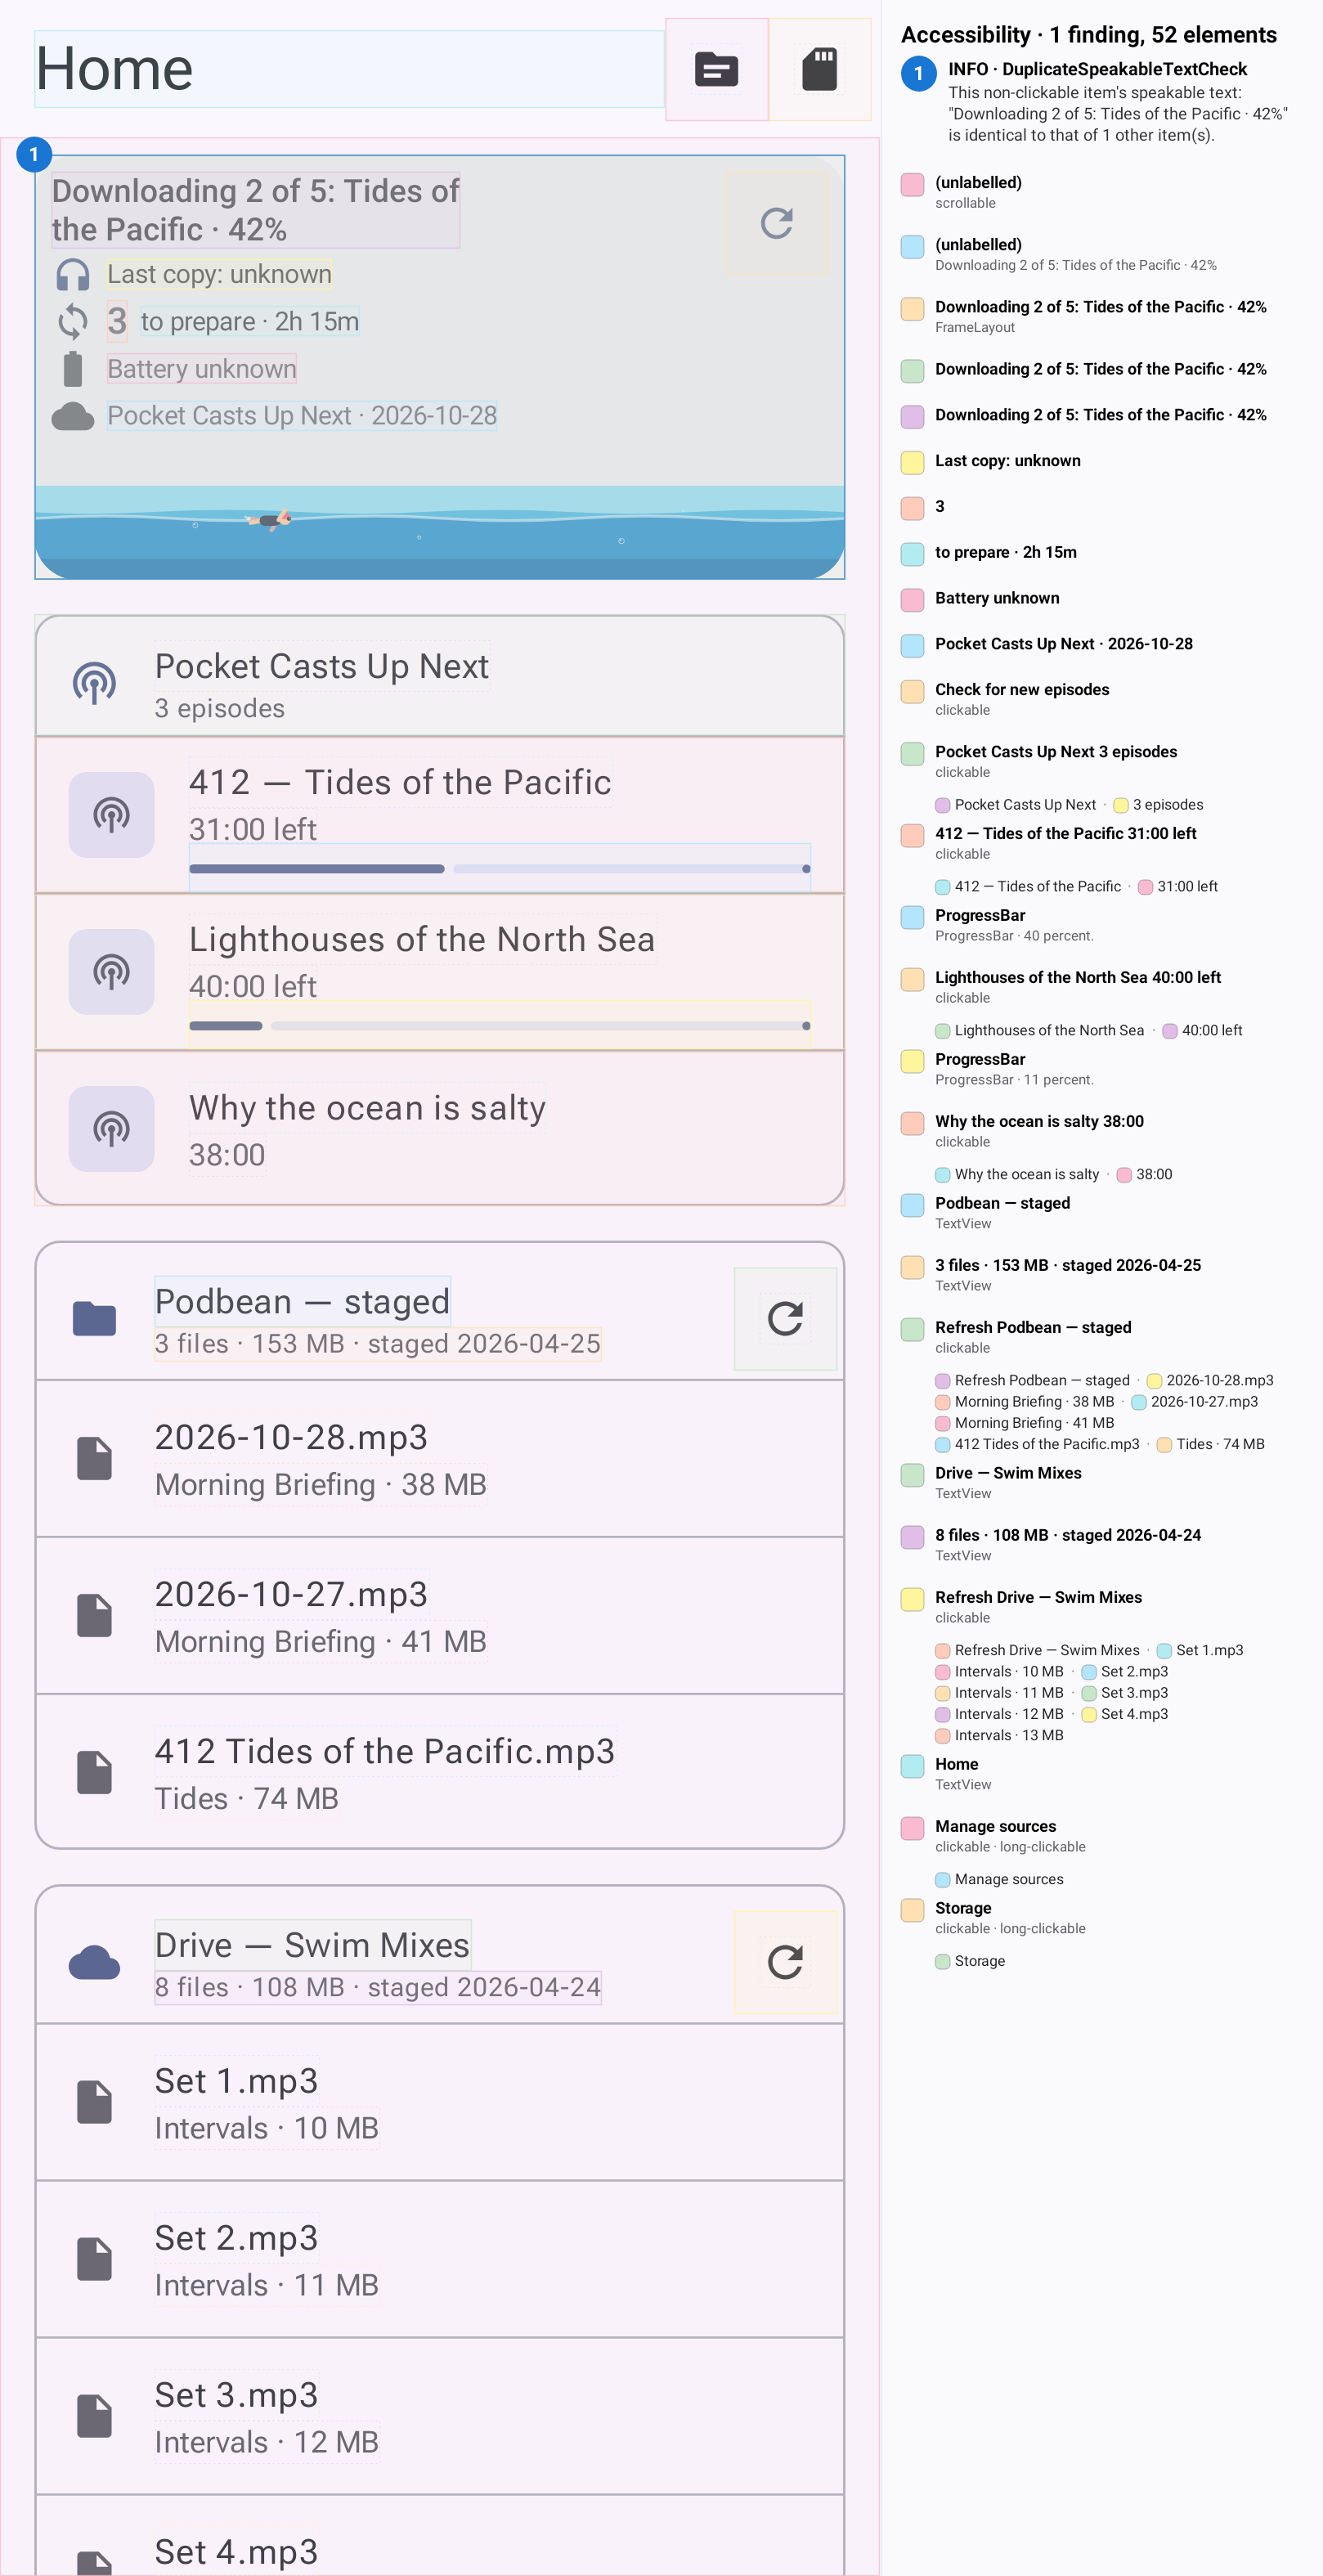 Home
1
Downloading 2 of 5: Tides of
the Pacific · 42%
Last copy: unknown
3 to prepare · 2h 15m
Battery unknown
Pocket Casts Up Next · 2026-10-28
Pocket Casts Up Next
3 episodes
412 — Tides of the Pacific
31:00 left
Lighthouses of the North Sea
40:00 left
Why the ocean is salty
38:00
Podbean — staged
3 files · 153 MB · staged 2026-04-25
2026-10-28.mp3
Morning Briefing · 38 MB
2026-10-27.mp3
Morning Briefing · 41 MB
412 Tides of the Pacific.mp3
Tides · 74 MB
Drive — Swim Mixes
8 files · 108 MB · staged 2026-04-24
Set 1.mp3
Intervals · 10 MB
Set 2.mp3
Intervals · 11 MB
Set 3.mp3
Intervals · 12 MB
Set 4.mp3
Accessibility · 1 finding, 52 elements
1 INFO · DuplicateSpeakableTextCheck
This non-clickable item's speakable text:
"Downloading 2 of 5: Tides of the Pacific · 42%"
is identical to that of 1 other item(s).
(unlabelled)
scrollable
(unlabelled)
Downloading 2 of 5: Tides of the Pacific · 42%
Downloading 2 of 5: Tides of the Pacific · 42%
FrameLayout
Downloading 2 of 5: Tides of the Pacific · 42%
Downloading 2 of 5: Tides of the Pacific · 42%
Last copy: unknown
3
to prepare · 2h 15m
Battery unknown
Pocket Casts Up Next · 2026-10-28
Check for new episodes
clickable
Pocket Casts Up Next 3 episodes
clickable
Pocket Casts Up Next · 3 episodes
412 — Tides of the Pacific 31:00 left
clickable
412 — Tides of the Pacific · 31:00 left
ProgressBar
ProgressBar · 40 percent.
Lighthouses of the North Sea 40:00 left
clickable
Lighthouses of the North Sea · 40:00 left
ProgressBar
ProgressBar · 11 percent.
Why the ocean is salty 38:00
clickable
Why the ocean is salty · 38:00
Podbean — staged
TextView
3 files · 153 MB · staged 2026-04-25
TextView
Refresh Podbean — staged
clickable
Refresh Podbean — staged · 2026-10-28.mp3
Morning Briefing · 38 MB · 2026-10-27.mp3
Morning Briefing · 41 MB
412 Tides of the Pacific.mp3 · Tides · 74 MB
Drive — Swim Mixes
TextView
8 files · 108 MB · staged 2026-04-24
TextView
Refresh Drive — Swim Mixes
clickable
Refresh Drive — Swim Mixes · Set 1.mp3
Intervals · 10 MB · Set 2.mp3
Intervals · 11 MB · Set 3.mp3
Intervals · 12 MB · Set 4.mp3
Intervals · 13 MB
Home
TextView
Manage sources
clickable · long-clickable
Manage sources
Storage
clickable · long-clickable
Storage